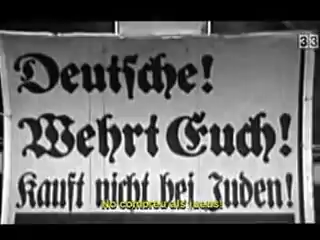 33
Deutsche!
Wehrt Euch!
Kauft nicht bei Juden!
No compreu als jueus!